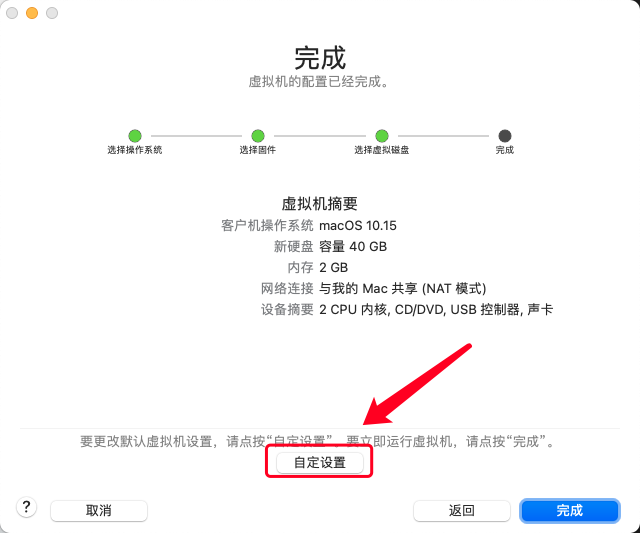 完成
虚拟机的配置已经完成。
选择操作系统 选择固件 选择虚拟磁盘 完成
虚拟机摘要
客户机操作系统 macOS 10.15
新硬盘 容量 40 GB
内存 2 GB
网络连接 与我的 Mac 共享 (NAT 模式)
设备摘要 2 CPU 内核, CD/DVD, USB 控制器, 声卡
要更改默认虚拟机设置，请点按“自定设置”。要立即运行虚拟机，请点按“完成”。
自定设置
? 取消 返回 完成